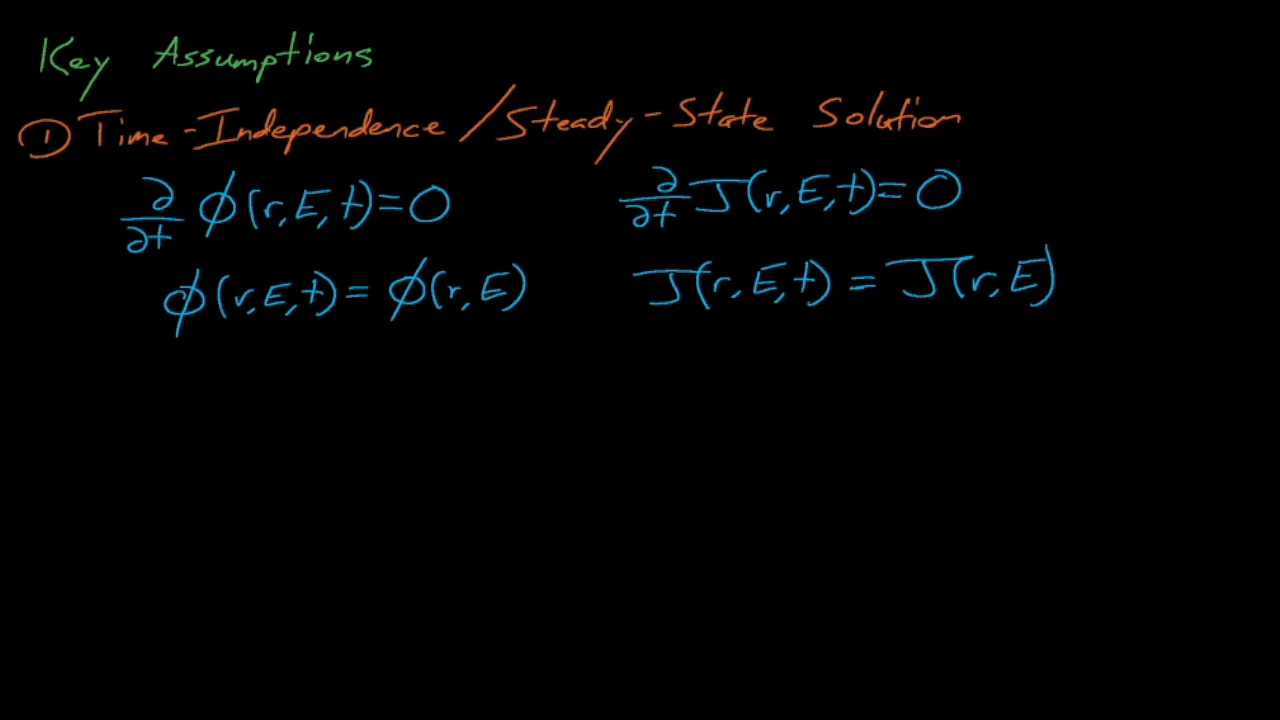 Key Assumptions
① Time-Independence/Steady-State Solution
∂/∂t ϕ(r,E,t)=0    ∂/∂t J(r,E,t)=0
ϕ(r,E,t)=ϕ(r,E)    J(r,E,t)=J(r,E)